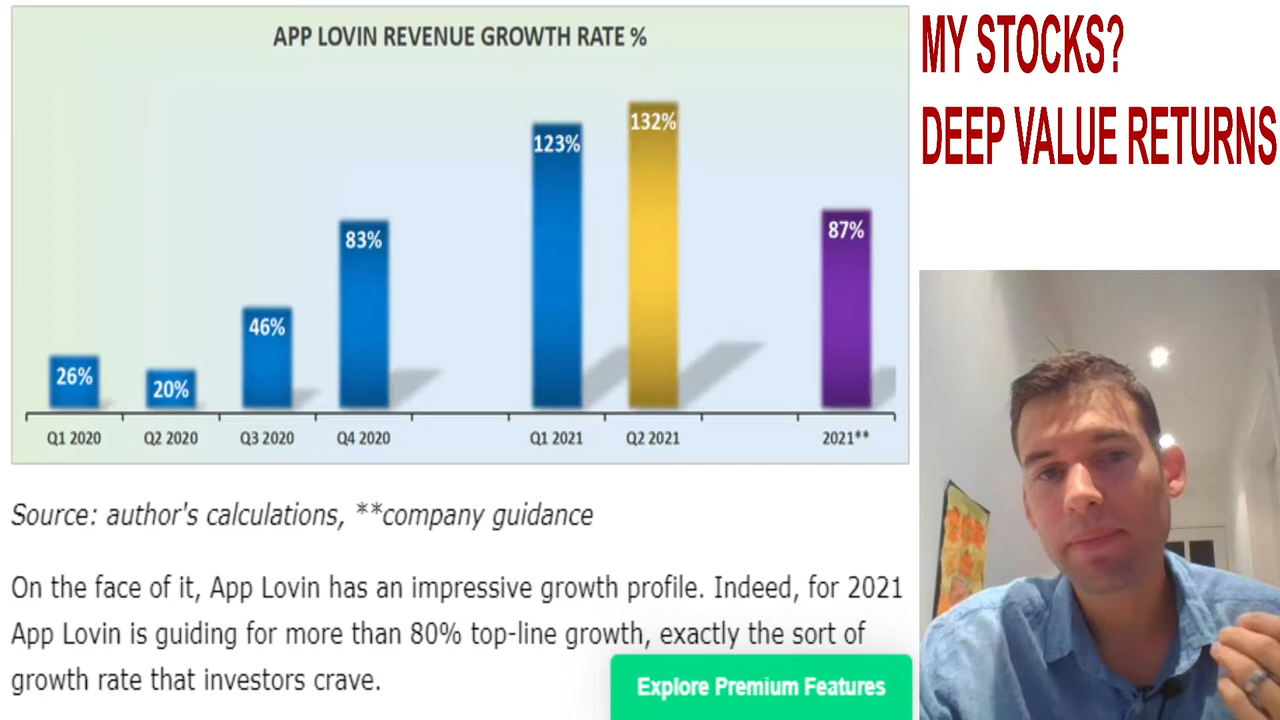 APP LOVIN REVENUE GROWTH RATE %
26%
20%
46%
83%
123%
132%
87%
Q1 2020
Q2 2020
Q3 2020
Q4 2020
Q1 2021
Q2 2021
2021**
Source: author's calculations, **company guidance
On the face of it, App Lovin has an impressive growth profile. Indeed, for 2021
App Lovin is guiding for more than 80% top-line growth, exactly the sort of
growth rate that investors crave.
Explore Premium Features
MY STOCKS?
DEEP VALUE RETURNS